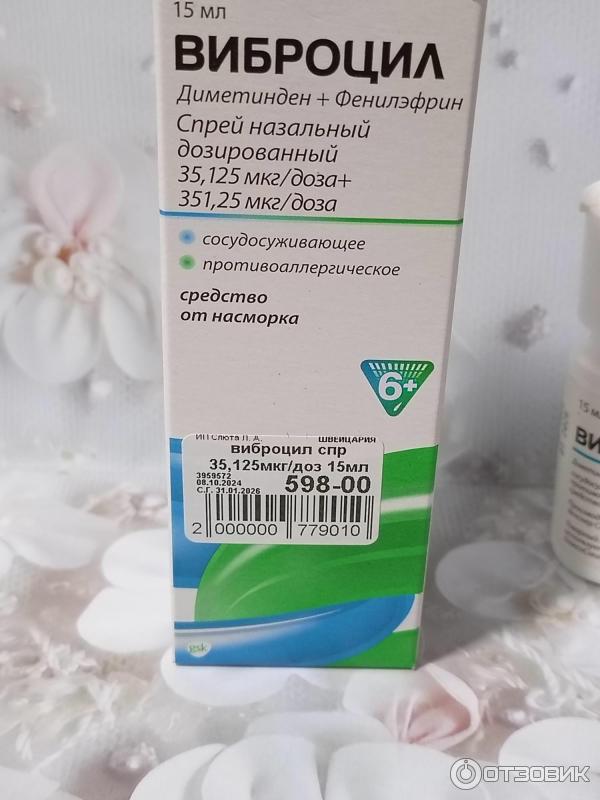 15 мл
ВИБРОЦИЛ
Диметинден + Фенилэфрин
Спрей назальный
дозированный
35,125 мкг/доза+
351,25 мкг/доза
сосудосуживающее
противоаллергическое
средство
от насморка
6+
ИП Слюта Л. А. ШВЕЙЦАРИЯ
виброцил спр
35,125мкг/доз 15мл
3959572
08.10.2024
С.Г. 31.01.2026
598-00
2 000000 779010
gsk
15 м
ВИ
ОТЗОВИК